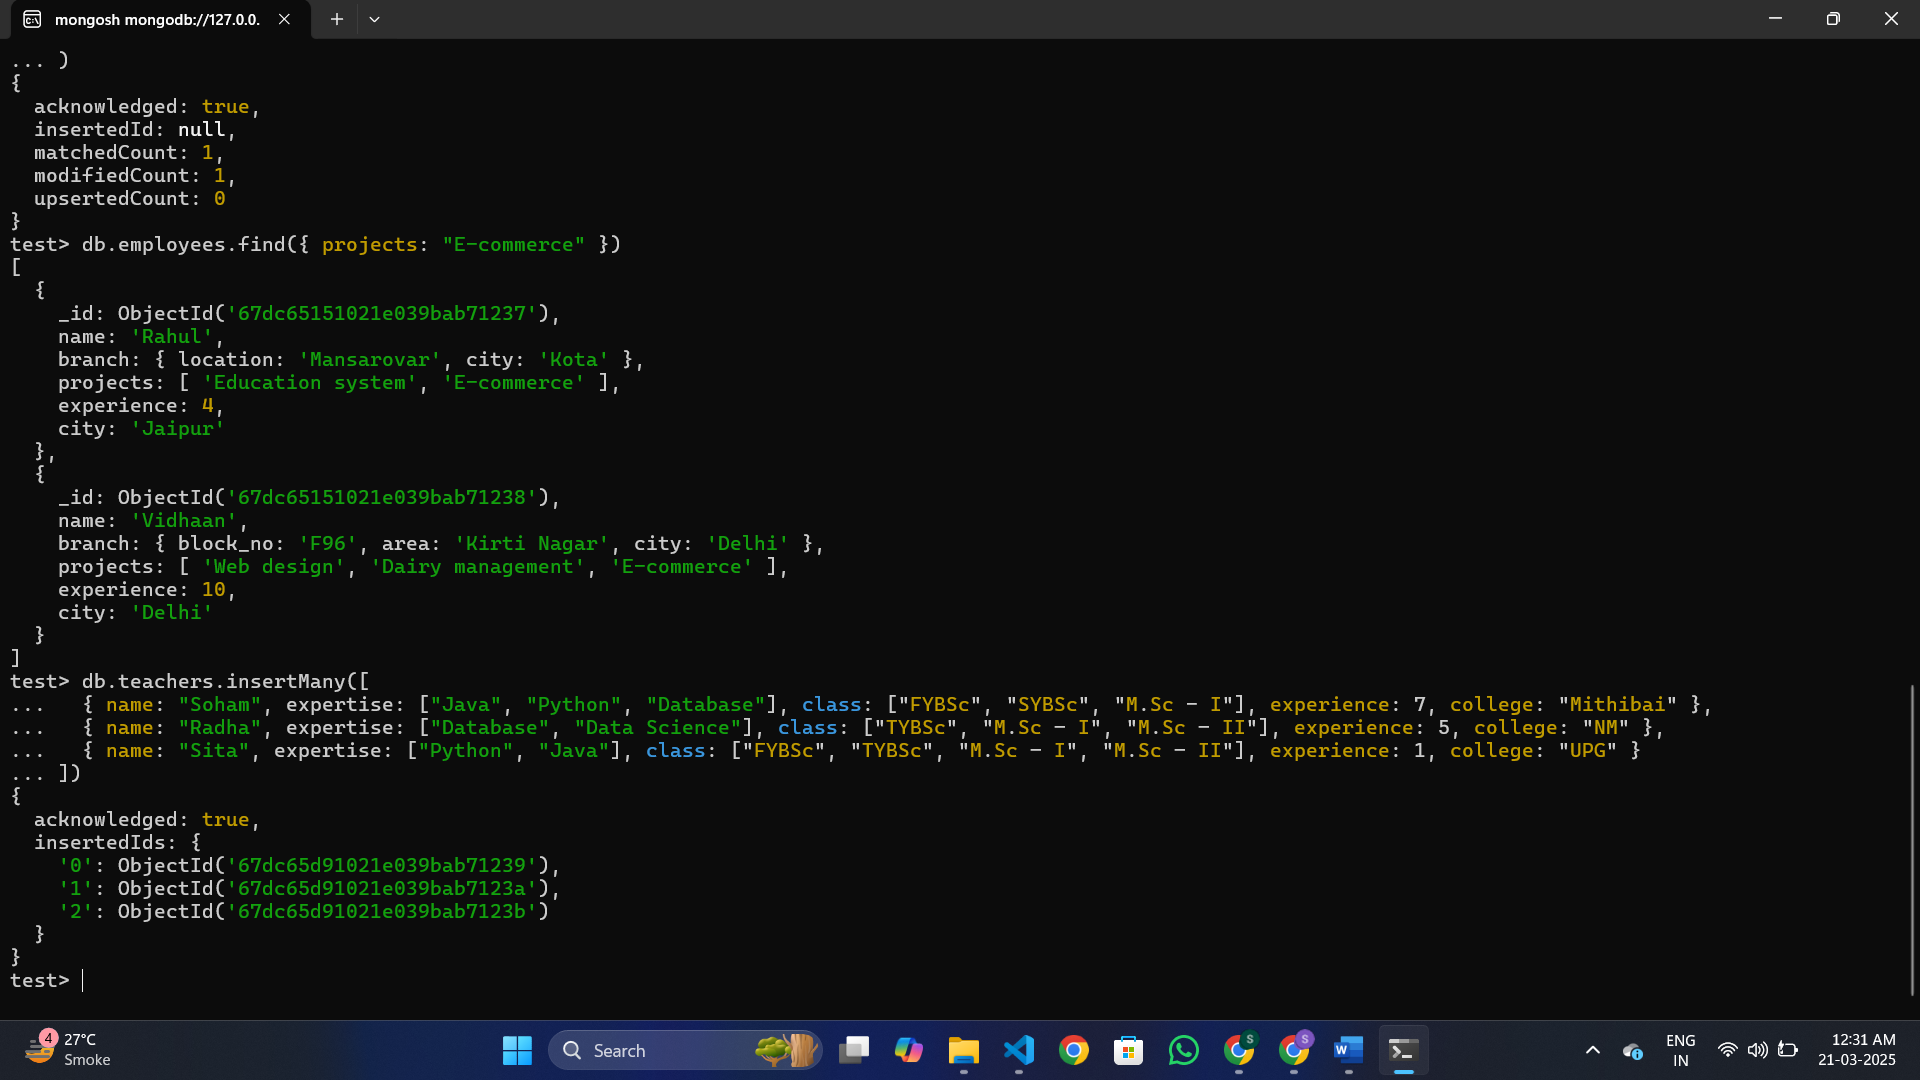 mongosh mongodb://127.0.0.
... )
{
  acknowledged: true,
  insertedId: null,
  matchedCount: 1,
  modifiedCount: 1,
  upsertedCount: 0
}
test> db.employees.find({ projects: "E-commerce" })
[
  {
    _id: ObjectId('67dc65151021e039bab71237'),
    name: 'Rahul',
    branch: { location: 'Mansarovar', city: 'Kota' },
    projects: [ 'Education system', 'E-commerce' ],
    experience: 4,
    city: 'Jaipur'
  },
  {
    _id: ObjectId('67dc65151021e039bab71238'),
    name: 'Vidhaan',
    branch: { block_no: 'F96', area: 'Kirti Nagar', city: 'Delhi' },
    projects: [ 'Web design', 'Dairy management', 'E-commerce' ],
    experience: 10,
    city: 'Delhi'
  }
]
test> db.teachers.insertMany([
...   { name: "Soham", expertise: ["Java", "Python", "Database"], class: ["FYBSc", "SYBSc", "M.Sc - I"], experience: 7, college: "Mithibai" },
...   { name: "Radha", expertise: ["Database", "Data Science"], class: ["TYBSc", "M.Sc - I", "M.Sc - II"], experience: 5, college: "NM" },
...   { name: "Sita", expertise: ["Python", "Java"], class: ["FYBSc", "TYBSc", "M.Sc - I", "M.Sc - II"], experience: 1, college: "UPG" }
... ])
{
  acknowledged: true,
  insertedIds: {
    '0': ObjectId('67dc65d91021e039bab71239'),
    '1': ObjectId('67dc65d91021e039bab7123a'),
    '2': ObjectId('67dc65d91021e039bab7123b')
  }
}
test>
4
27°C
Smoke
Search
S
S
W
ENG
IN
12:31 AM
21-03-2025